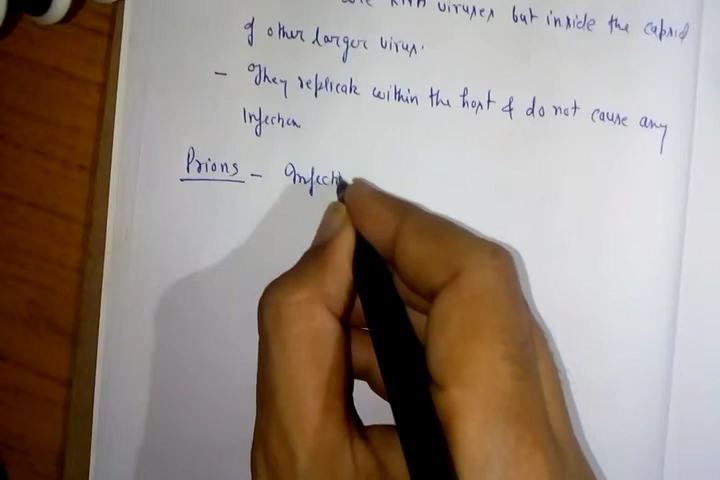 RNA viruses but inside the capsid
of other larger virus.
- They replicate within the host & do not cause any
Infection
Prions - Infecti